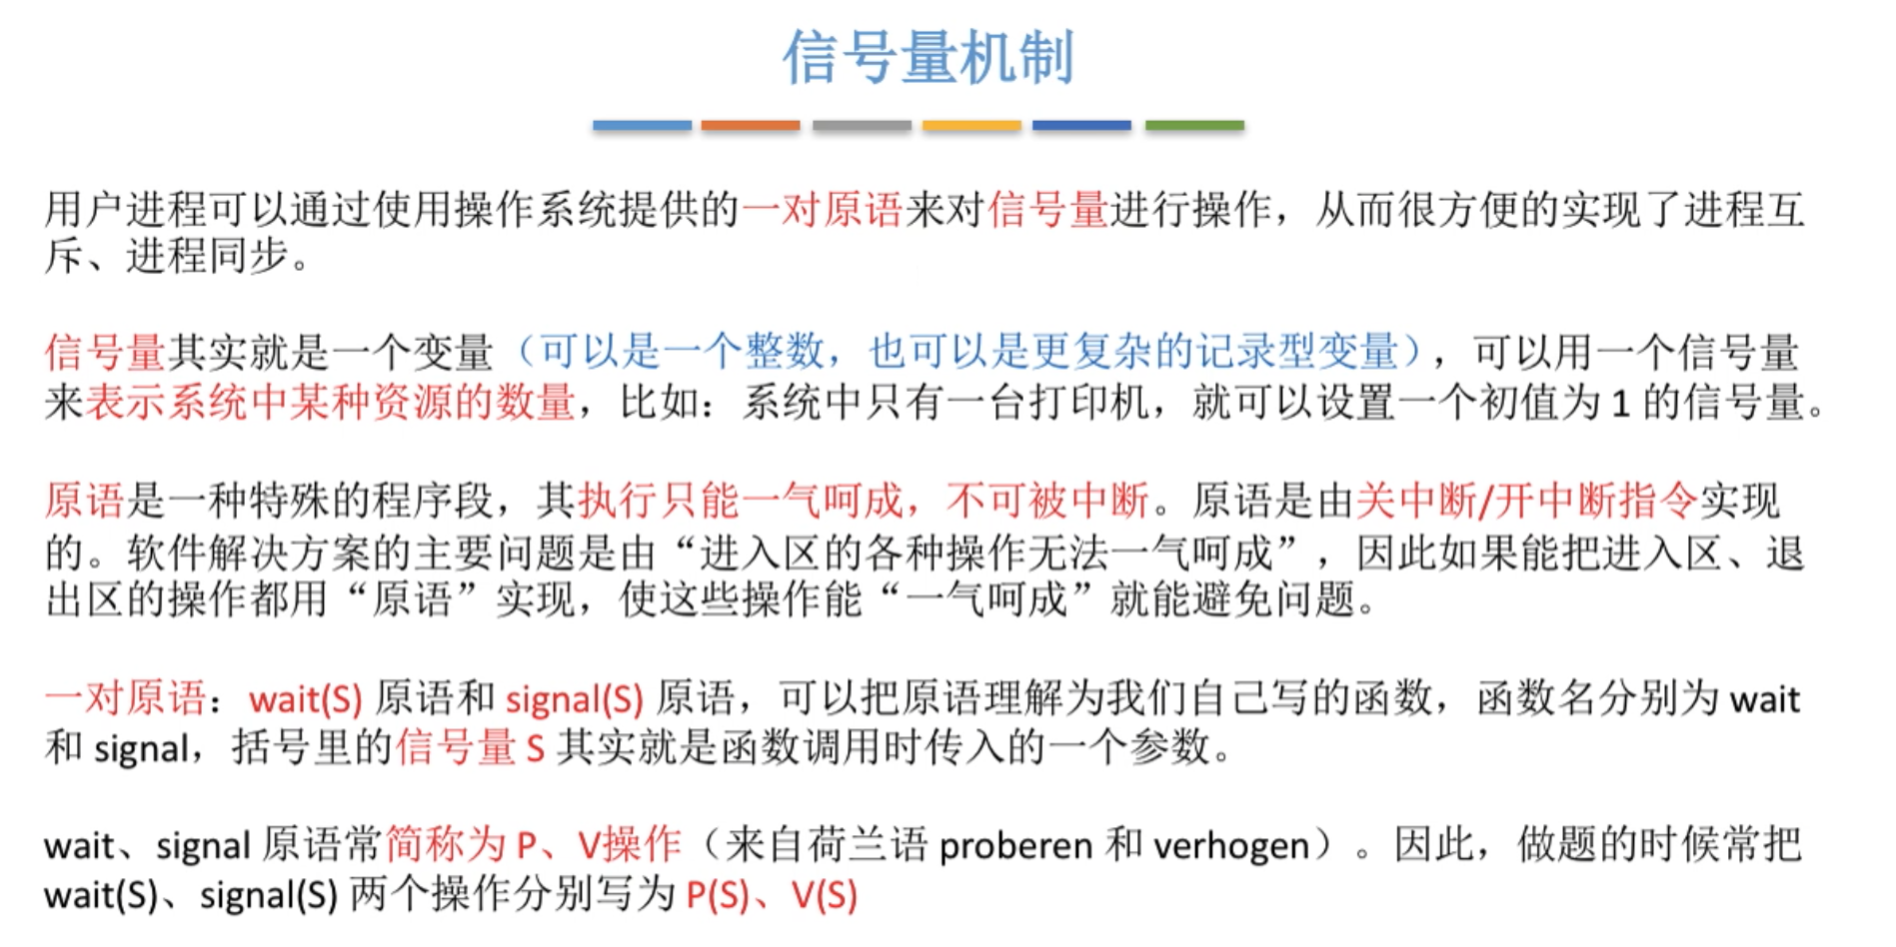 信号量机制
用户进程可以通过使用操作系统提供的一对原语来对信号量进行操作，从而很方便的实现了进程互
斥、进程同步。
信号量其实就是一个变量（可以是一个整数，也可以是更复杂的记录型变量），可以用一个信号量
来表示系统中某种资源的数量，比如：系统中只有一台打印机，就可以设置一个初值为 1 的信号量。
原语是一种特殊的程序段，其执行只能一气呵成，不可被中断。原语是由关中断/开中断指令实现
的。软件解决方案的主要问题是由“进入区的各种操作无法一气呵成”，因此如果能把进入区、退
出区的操作都用“原语”实现，使这些操作能“一气呵成”就能避免问题。
一对原语：wait(S) 原语和 signal(S) 原语，可以把原语理解为我们自己写的函数，函数名分别为 wait
和 signal，括号里的信号量 S 其实就是函数调用时传入的一个参数。
wait、signal 原语常简称为 P、V操作（来自荷兰语 proberen 和 verhogen）。因此，做题的时候常把
wait(S)、signal(S) 两个操作分别写为 P(S)、V(S)